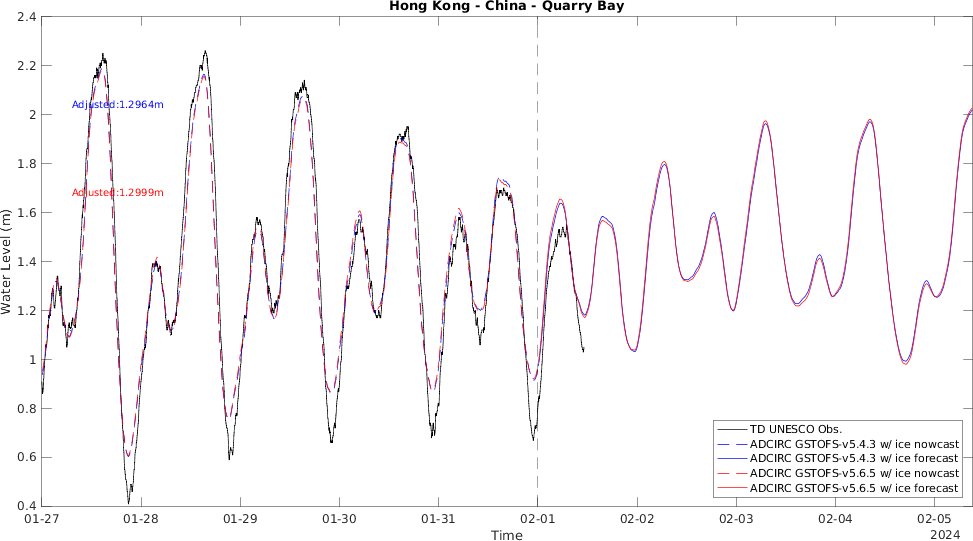 Hong Kong - China - Quarry Bay
2.4
2.2
2
1.8
1.6
1.4
1.2
1
0.8
0.6
0.4
Water Level (m)
Adjusted:1.2964m
Adjusted:1.2999m
TD UNESCO Obs.
ADCIRC GSTOFS-v5.4.3 w/ ice nowcast
ADCIRC GSTOFS-v5.4.3 w/ ice forecast
ADCIRC GSTOFS-v5.6.5 w/ ice nowcast
ADCIRC GSTOFS-v5.6.5 w/ ice forecast
01-27 01-28 01-29 01-30 01-31 02-01 02-02 02-03 02-04 02-05
Time 2024